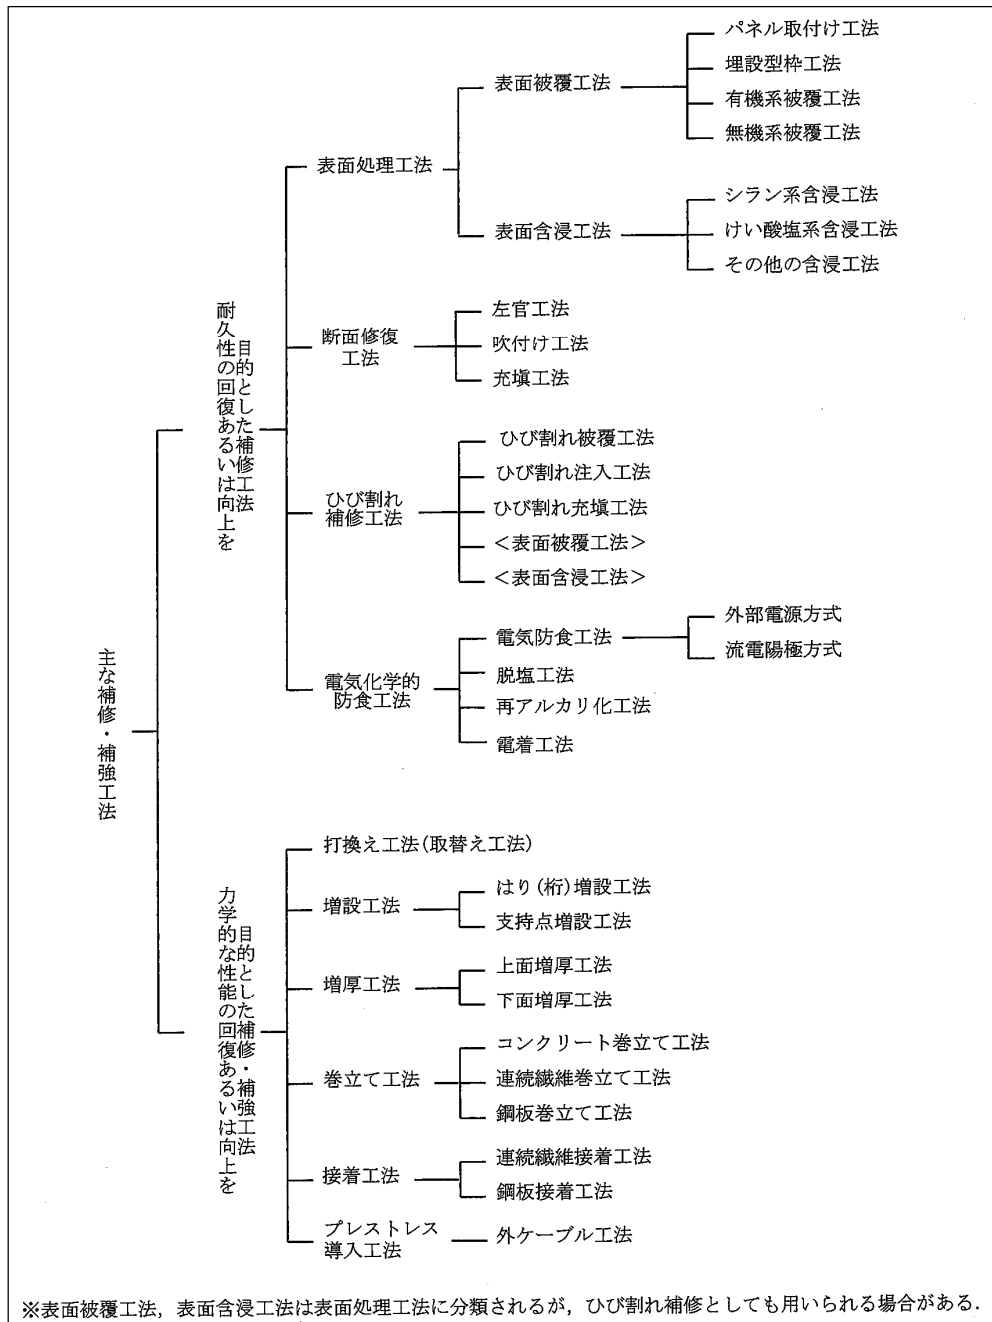 主な補修・補強工法
耐久性の回復あるいは向上を
目的とした補修工法
表面処理工法
表面被覆工法
パネル取付け工法
埋設型枠工法
有機系被覆工法
無機系被覆工法
表面含浸工法
シラン系含浸工法
けい酸塩系含浸工法
その他の含浸工法
断面修復
工法
左官工法
吹付け工法
充塡工法
ひび割れ
補修工法
ひび割れ被覆工法
ひび割れ注入工法
ひび割れ充塡工法
<表面被覆工法>
<表面含浸工法>
電気化学的
防食工法
電気防食工法
外部電源方式
流電陽極方式
脱塩工法
再アルカリ化工法
電着工法
力学的な性能の回復あるいは向上を
目的とした補修・補強工法
打換え工法(取替え工法)
増設工法
はり(桁)増設工法
支持点増設工法
増厚工法
上面増厚工法
下面増厚工法
巻立て工法
コンクリート巻立て工法
連続繊維巻立て工法
鋼板巻立て工法
接着工法
連続繊維接着工法
鋼板接着工法
プレストレス
導入工法
外ケーブル工法
※表面被覆工法，表面含浸工法は表面処理工法に分類されるが，ひび割れ補修としても用いられる場合がある．